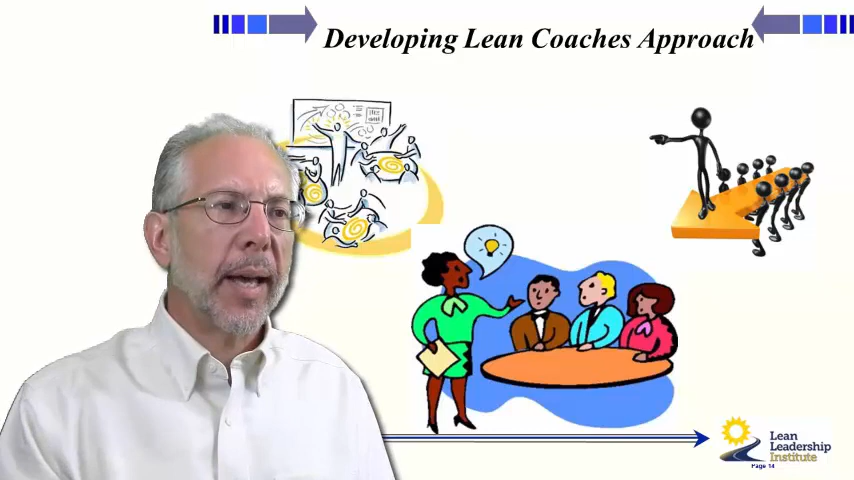 Developing Lean Coaches Approach
Lean
Leadership
Institute
Page 14